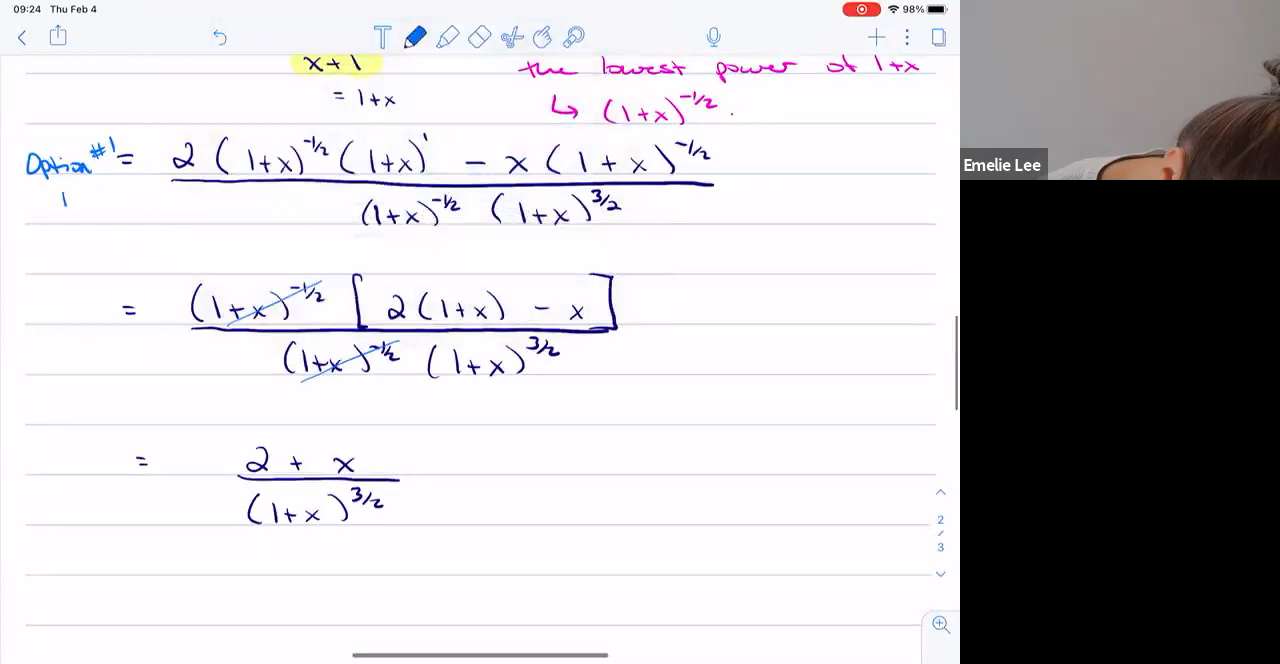 09:24 Thu Feb 4
98%
x+1
the lowest power of 1+x
= 1+x
↳ (1+x)^-1/2.
Option #1 = 2(1+x)^-1/2 (1+x)^1 - x(1+x)^-1/2
1
(1+x)^-1/2 (1+x)^3/2
= (1+x)^-1/2 [2(1+x) - x]
(1+x)^-1/2 (1+x)^3/2
= 2 + x
(1+x)^3/2
Emelie Lee
2
/
3